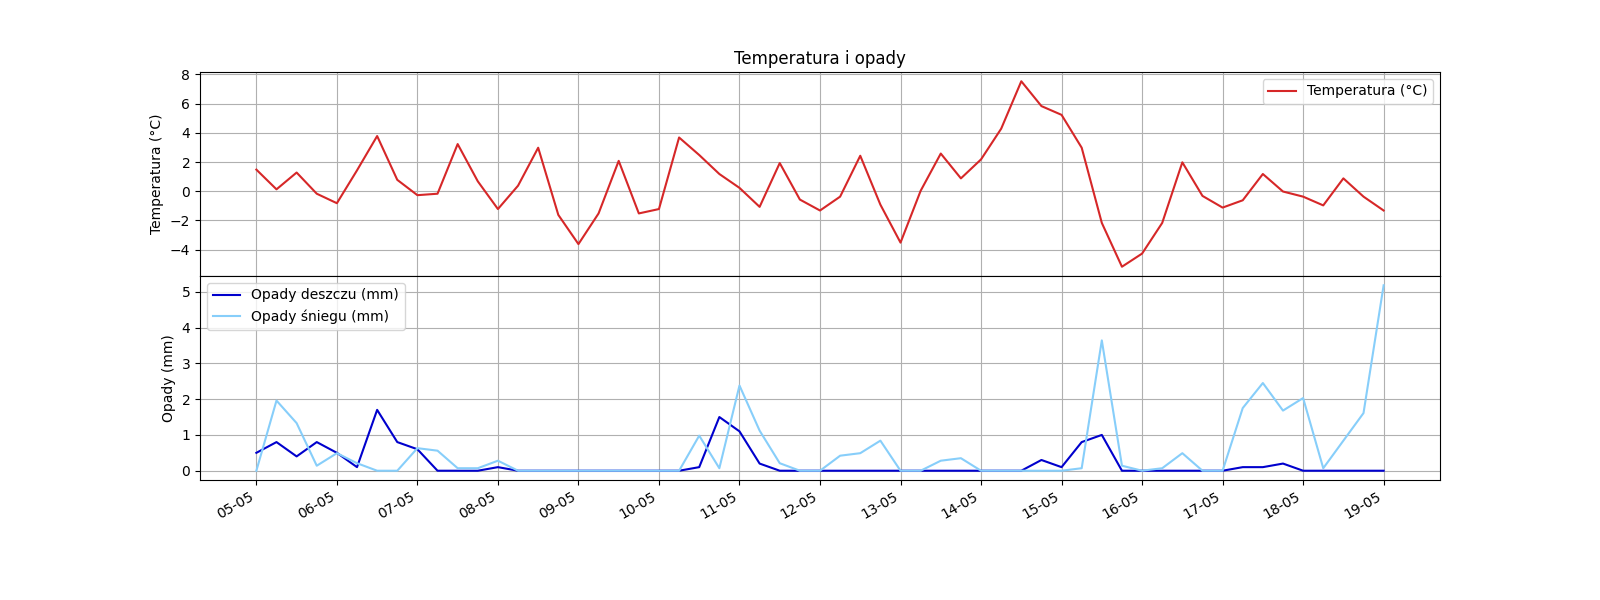 Temperatura i opady
Temperatura (°C)
8
6
4
2
0
−2
−4
Temperatura (°C)
Opady (mm)
5
4
3
2
1
0
Opady deszczu (mm)
Opady śniegu (mm)
05-05 06-05 07-05 08-05 09-05 10-05 11-05 12-05 13-05 14-05 15-05 16-05 17-05 18-05 19-05